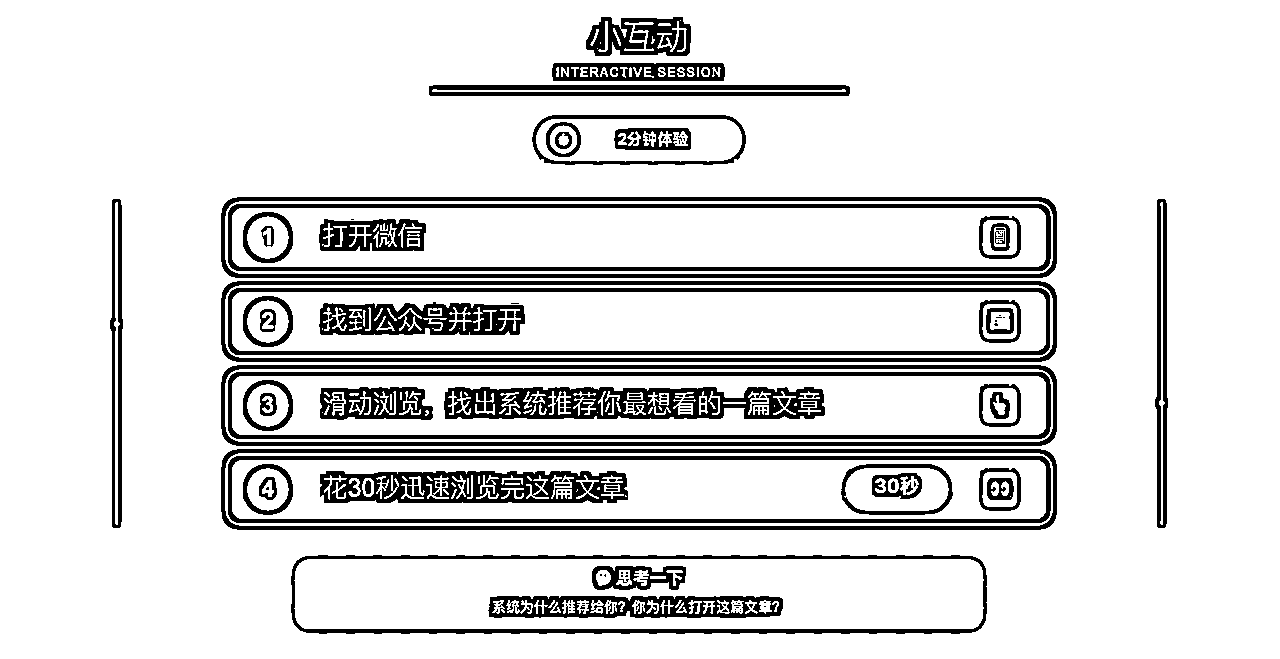 小互动
INTERACTIVE SESSION
2分钟体验
1 打开微信
2 找到公众号并打开
3 滑动浏览，找出系统推荐你最想看的一篇文章
4 花30秒迅速浏览完这篇文章 30秒
思考一下
系统为什么推荐给你？你为什么打开这篇文章？